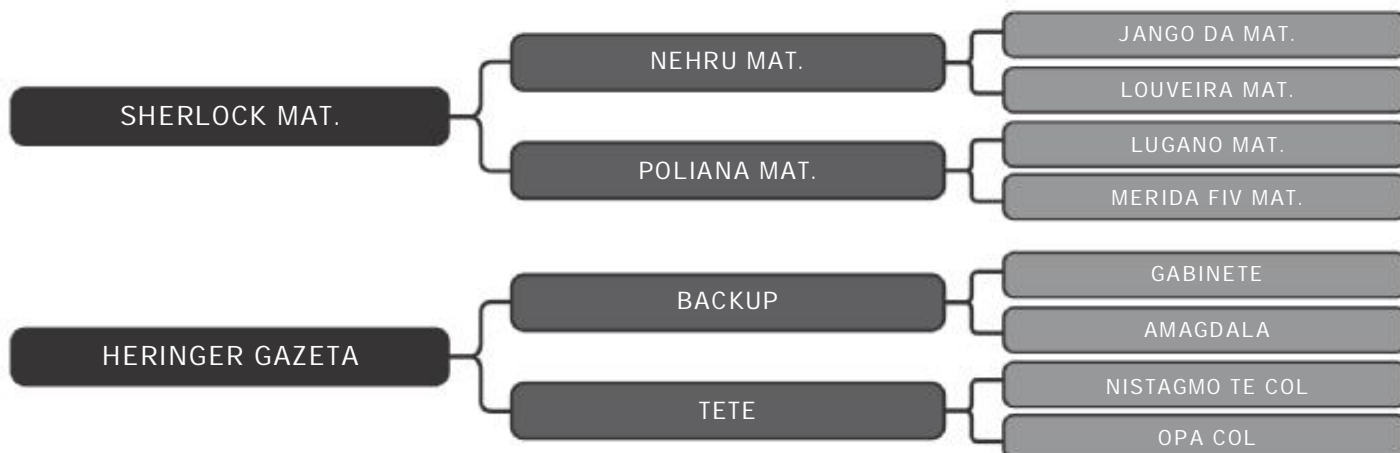 SHERLOCK MAT.
NEHRU MAT.
JANGO DA MAT.
LOUVEIRA MAT.
POLIANA MAT.
LUGANO MAT.
MERIDA FIV MAT.
HERINGER GAZETA
BACKUP
GABINETE
AMAGDALA
TETE
NISTAGMO TE COL
OPA COL